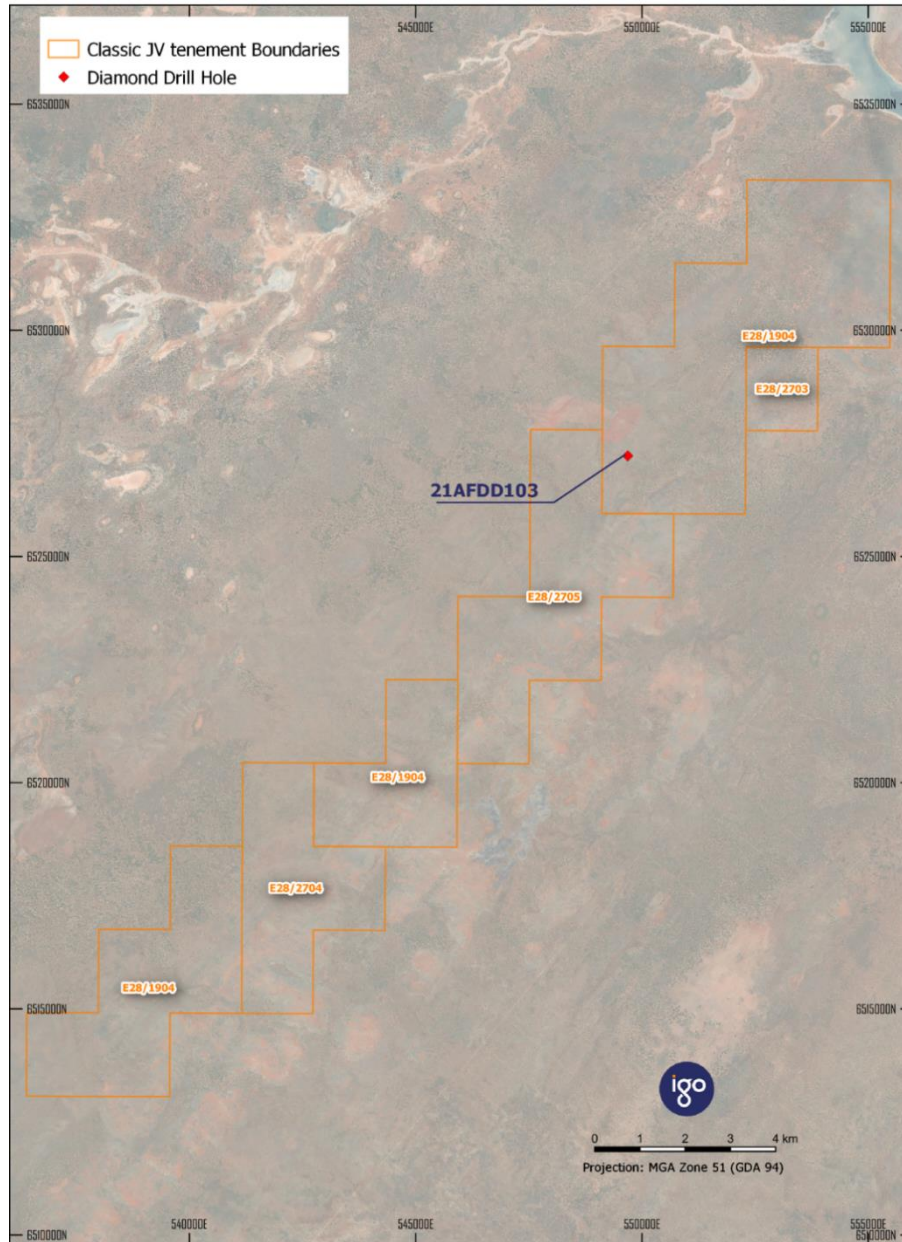 545000E
550000E
555000E
Classic JV tenement Boundaries
Diamond Drill Hole
6535000N
6535000N
6530000N
6530000N
E28/1904
E28/2703
21AFDD103
6525000N
6525000N
E28/2705
6520000N
6520000N
E28/1904
E28/2704
E28/1904
6515000N
6515000N
igo
0 1 2 3 4 km
Projection: MGA Zone 51 (GDA 94)
6510000N
540000E
545000E
550000E
555000E
6510000N